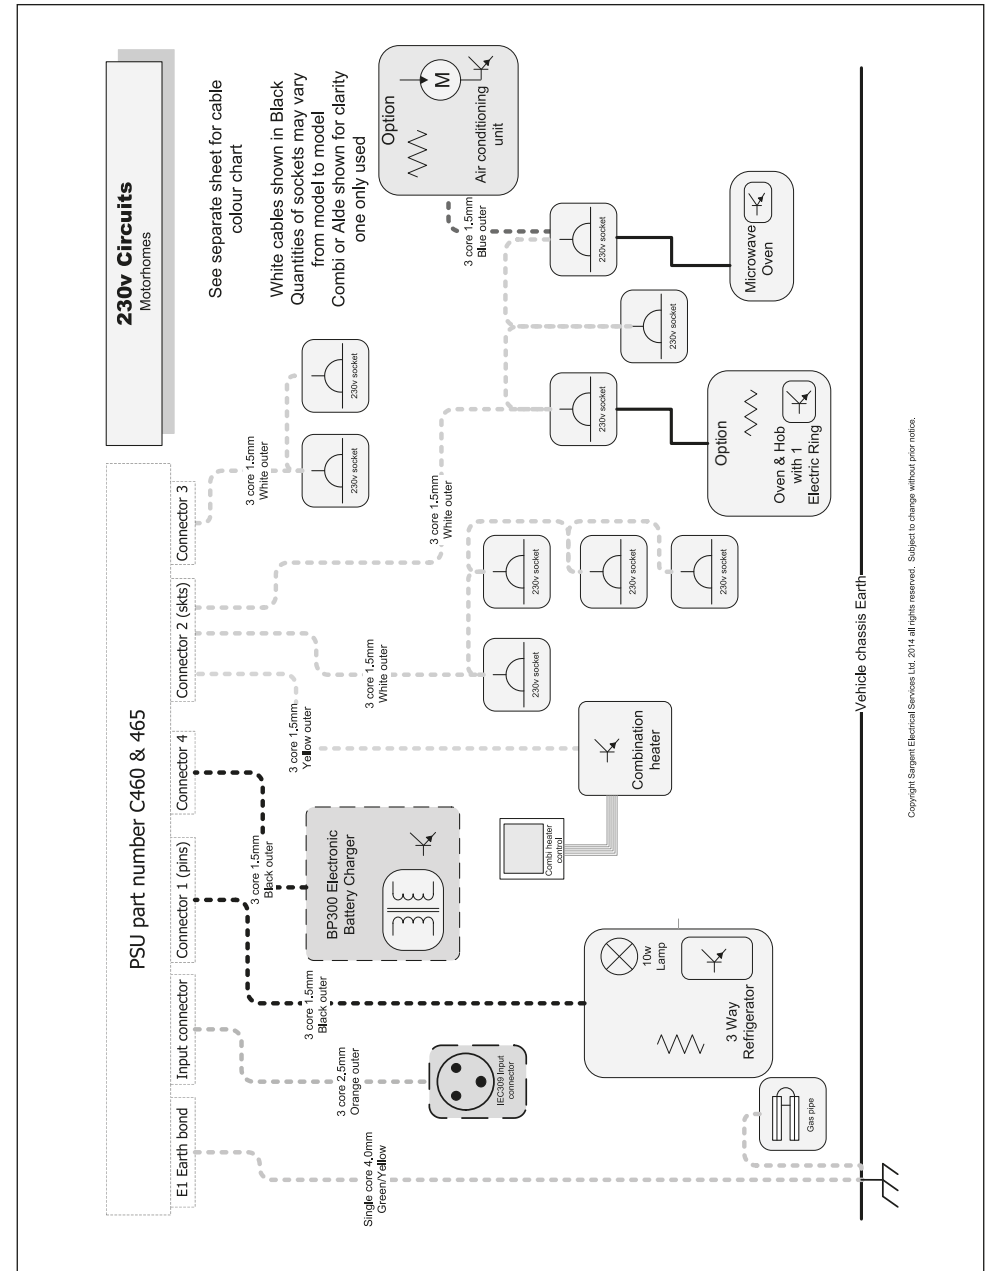 230v Circuits
Motorhomes
See separate sheet for cable
colour chart
White cables shown in Black
Quantities of sockets may vary
from model to model
Combi or Alde shown for clarity
one only used
PSU part number C460 & 465
E1 Earth bond
Input connector
Connector 1 (pins)
Connector 4
Connector 2 (skts)
Connector 3
3 core 1.5mm
White outer
230v socket
230v socket
3 core 1.5mm
White outer
3 core 1.5mm
White outer
3 core 1.5mm
Yellow outer
3 core 1.5mm
Black outer
3 core 1.5mm
Black outer
3 core 2.5mm
Orange outer
Single core 4.0mm
Green/Yellow
BP300 Electronic
Battery Charger
Option
M
Air conditioning
unit
3 core 1.5mm
Blue outer
230v socket
230v socket
230v socket
Microwave
Oven
Option
Oven & Hob
with 1
Electric Ring
230v socket
230v socket
230v socket
230v socket
Combination
heater
Combi heater
control
IEC309 Input
connector
10w
Lamp
3 Way
Refrigerator
Gas pipe
Vehicle chassis Earth
Copyright Sargent Electrical Services Ltd. 2014 all rights reserved. Subject to change without prior notice.